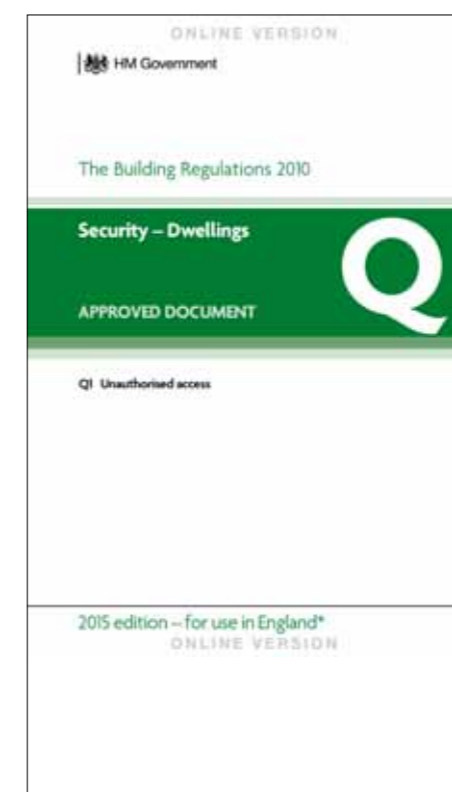 ONLINE VERSION
HM Government
The Building Regulations 2010
Security – Dwellings
Q
APPROVED DOCUMENT
Q1 Unauthorised access
2015 edition – for use in England*
ONLINE VERSION